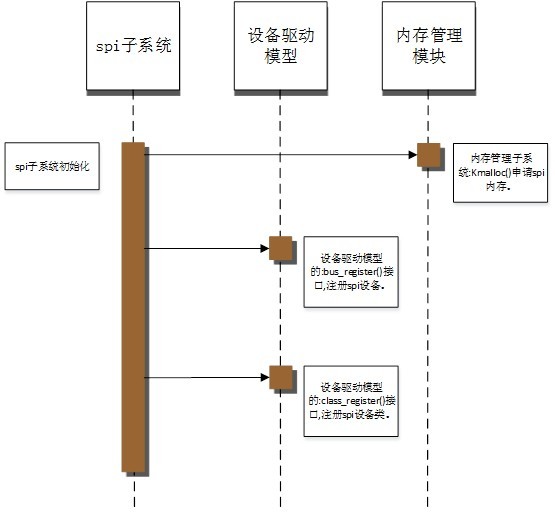 spi子系统
设备驱动
模型
内存管理
模块
spi子系统初始化
内存管理子系
统:Kmalloc()申请spi
内存。
设备驱动模型
的:bus_register()接
口,注册spi设备。
设备驱动模型
的:class_register()接
口,注册spi设备类。